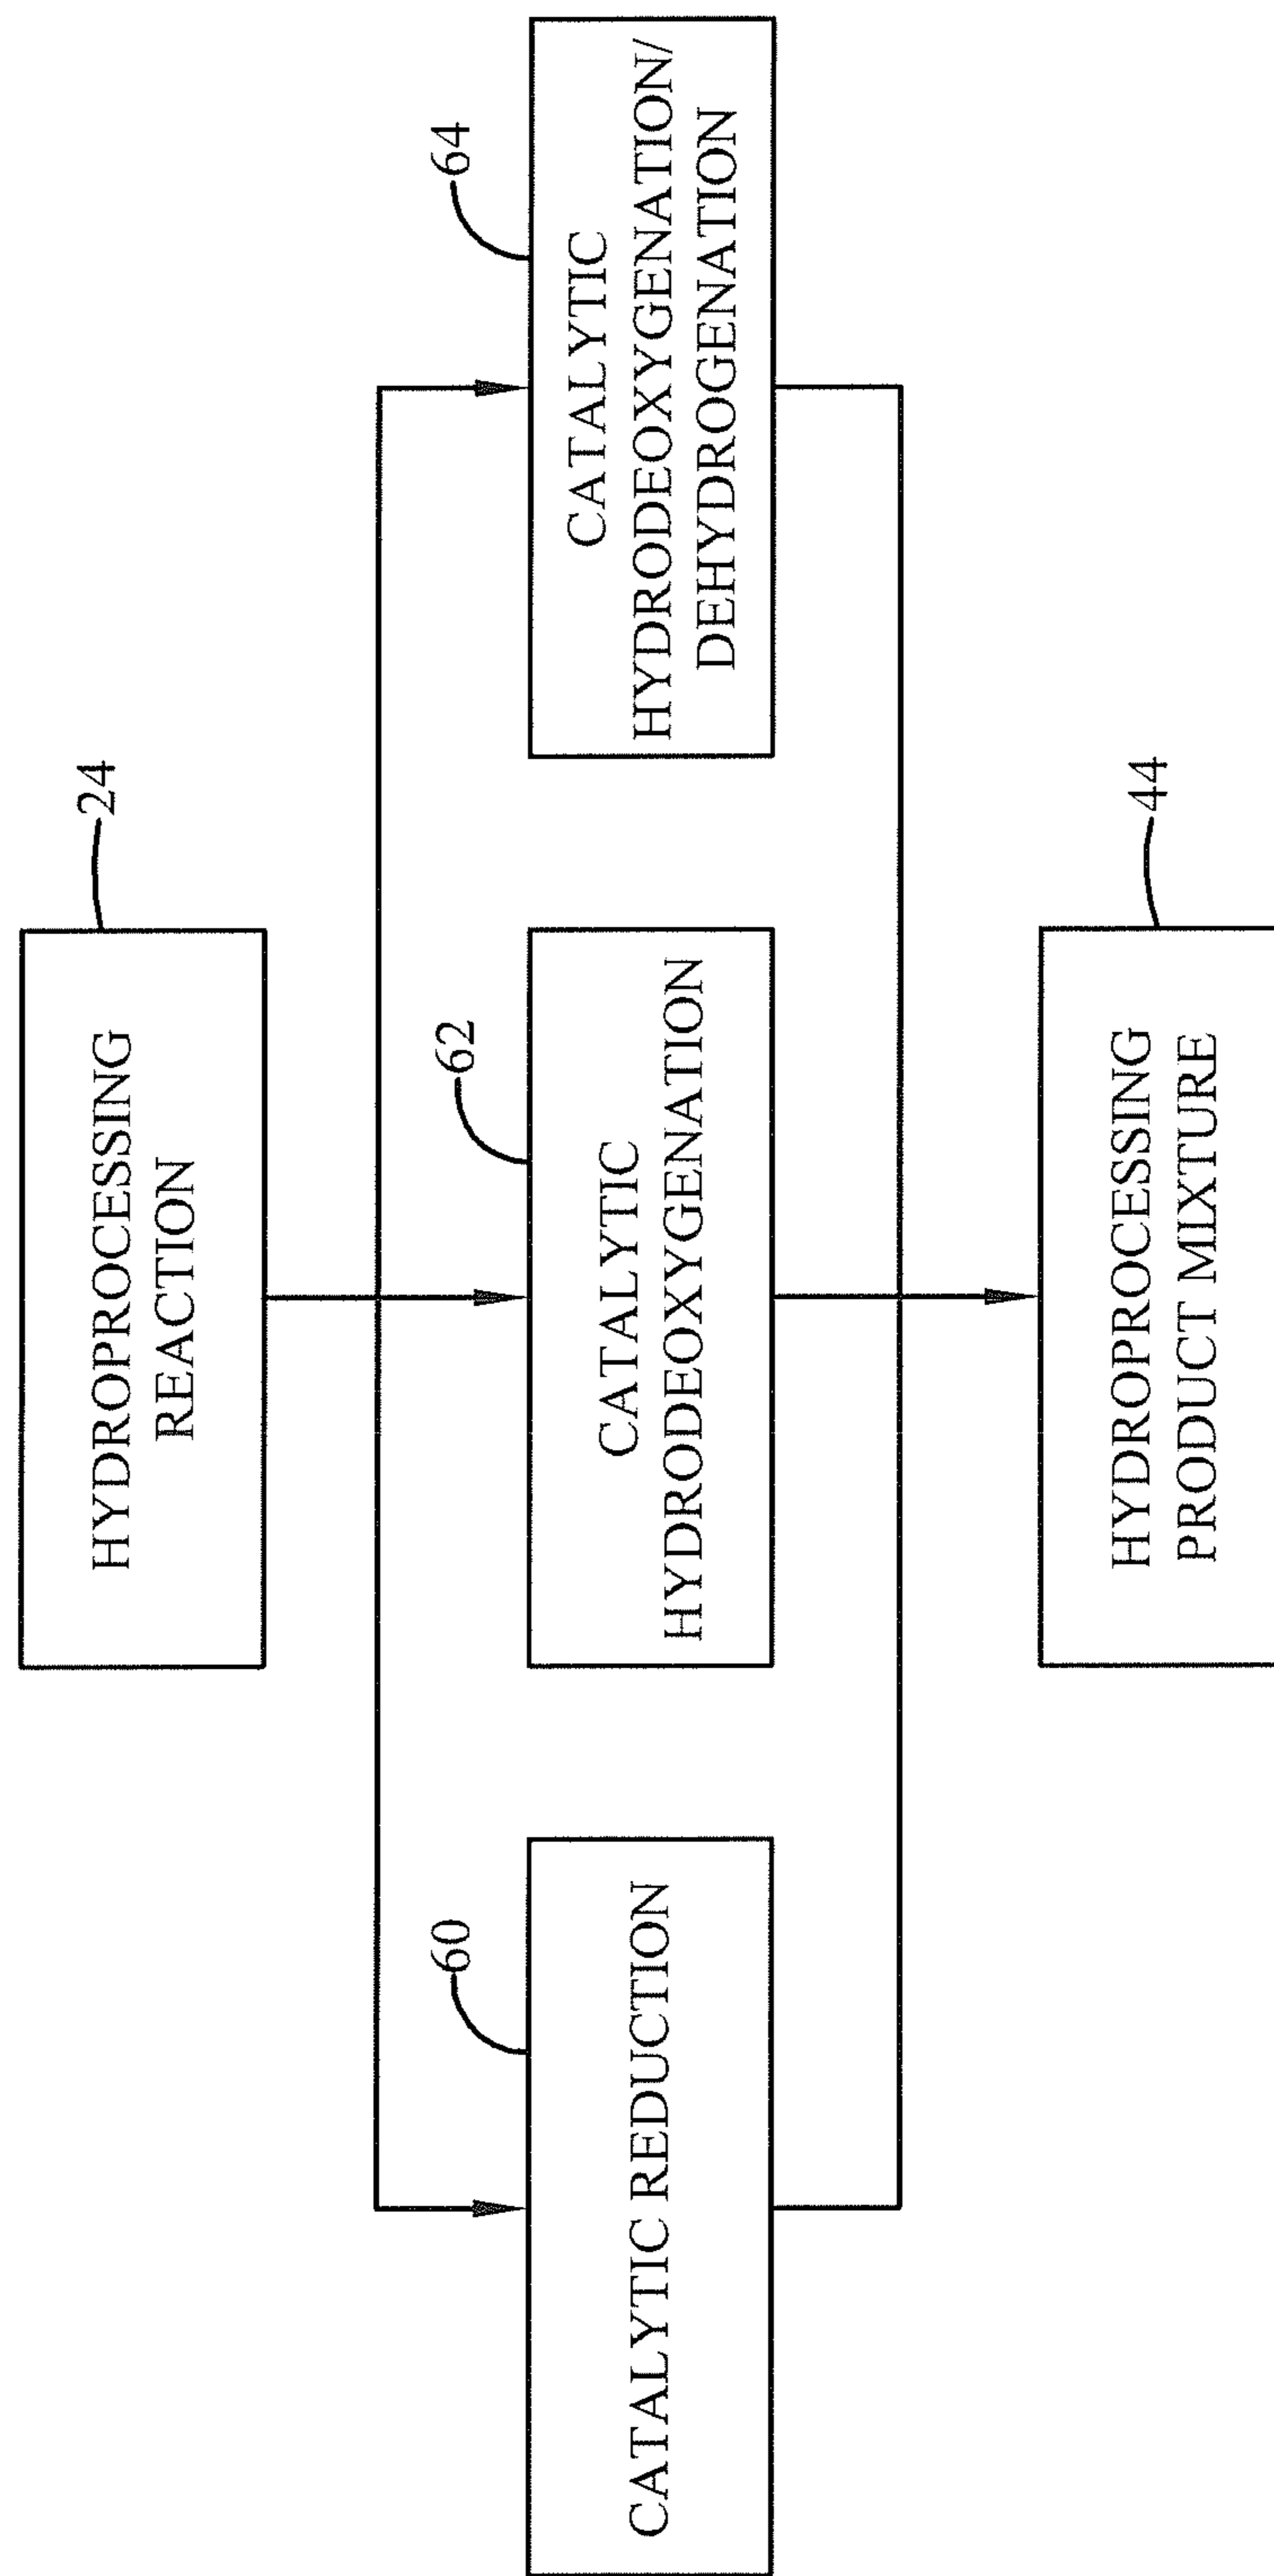 24
HYDROPROCESSING
REACTION
60
CATALYTIC REDUCTION
62
CATALYTIC
HYDRODEOXYGENATION
64
CATALYTIC
HYDRODEOXYGENATION/
DEHYDROGENATION
44
HYDROPROCESSING
PRODUCT MIXTURE